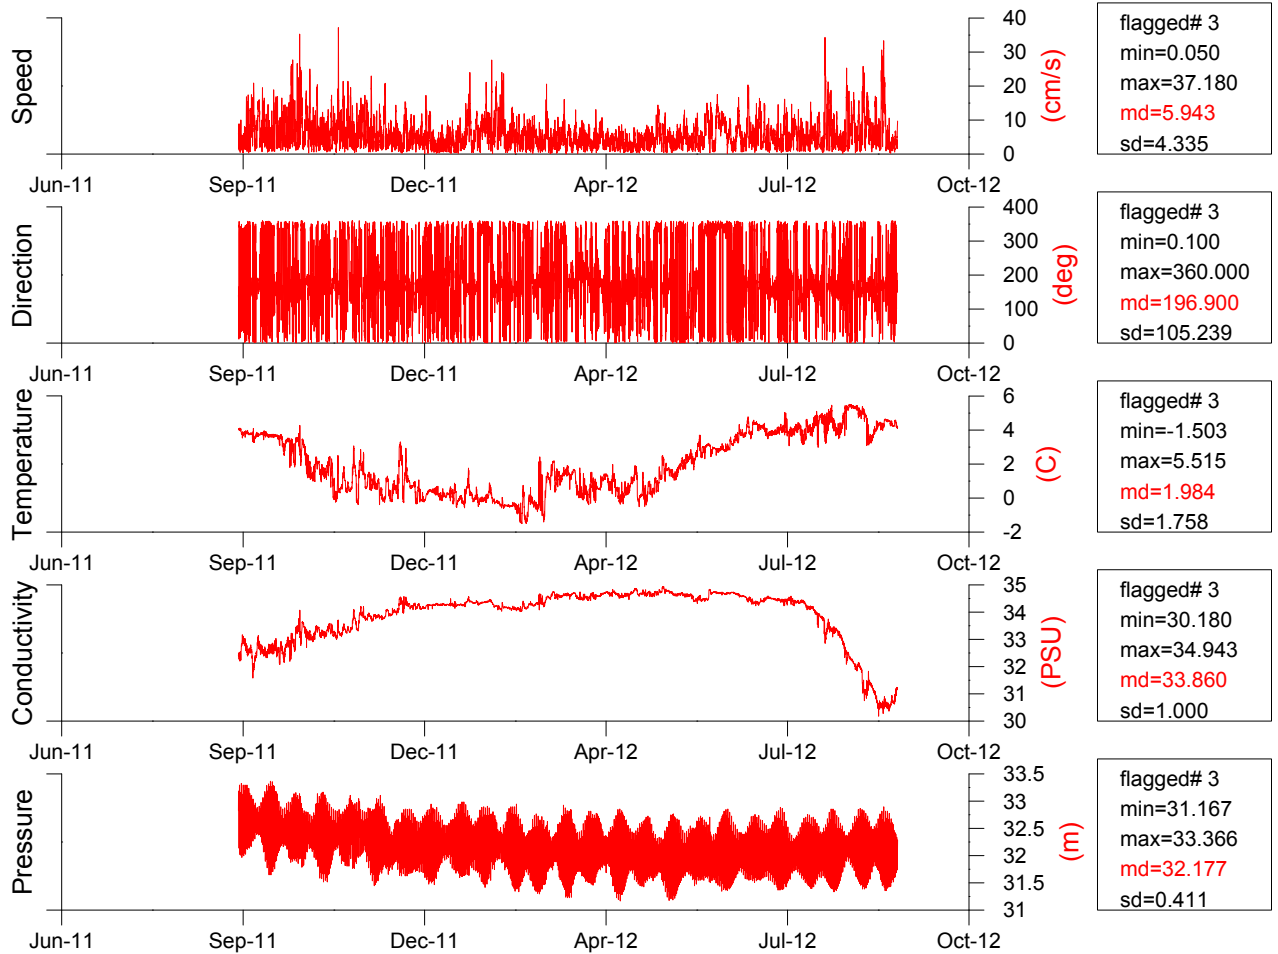 Speed
40
30
20
10
0
(cm/s)
Jun-11 Sep-11 Dec-11 Apr-12 Jul-12 Oct-12
flagged# 3
min=0.050
max=37.180
md=5.943
sd=4.335
Direction
400
300
200
100
0
(deg)
Jun-11 Sep-11 Dec-11 Apr-12 Jul-12 Oct-12
flagged# 3
min=0.100
max=360.000
md=196.900
sd=105.239
Temperature
6
4
2
0
-2
(C)
Jun-11 Sep-11 Dec-11 Apr-12 Jul-12 Oct-12
flagged# 3
min=-1.503
max=5.515
md=1.984
sd=1.758
Conductivity
35
34
33
32
31
30
(PSU)
Jun-11 Sep-11 Dec-11 Apr-12 Jul-12 Oct-12
flagged# 3
min=30.180
max=34.943
md=33.860
sd=1.000
Pressure
33.5
33
32.5
32
31.5
31
(m)
Jun-11 Sep-11 Dec-11 Apr-12 Jul-12 Oct-12
flagged# 3
min=31.167
max=33.366
md=32.177
sd=0.411